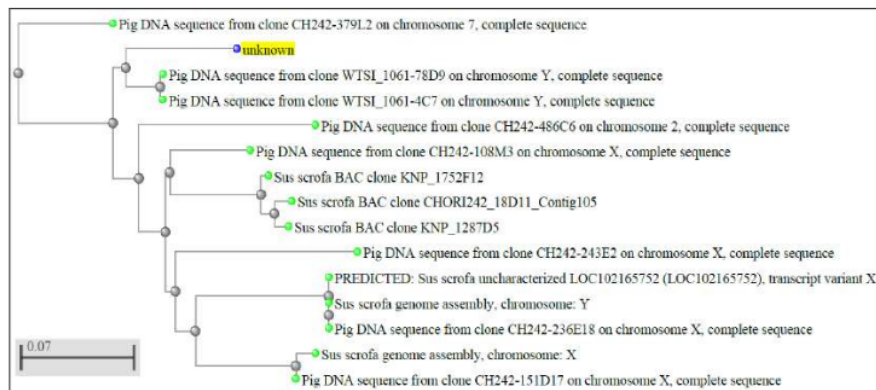 Pig DNA sequence from clone CH242-379L2 on chromosome 7, complete sequence
unknown
Pig DNA sequence from clone WTSI_1061-78D9 on chromosome Y, complete sequence
Pig DNA sequence from clone WTSI_1061-4C7 on chromosome Y, complete sequence
Pig DNA sequence from clone CH242-486C6 on chromosome 2, complete sequence
Pig DNA sequence from clone CH242-108M3 on chromosome X, complete sequence
Sus scrofa BAC clone KNP_1752F12
Sus scrofa BAC clone CHORI242_18D11_Contig105
Sus scrofa BAC clone KNP_1287D5
Pig DNA sequence from clone CH242-243E2 on chromosome X, complete sequence
PREDICTED: Sus scrofa uncharacterized LOC102165752 (LOC102165752), transcript variant X
Sus scrofa genome assembly, chromosome: Y
Pig DNA sequence from clone CH242-236E18 on chromosome X, complete sequence
Sus scrofa genome assembly, chromosome: X
Pig DNA sequence from clone CH242-151D17 on chromosome X, complete sequence
0.07